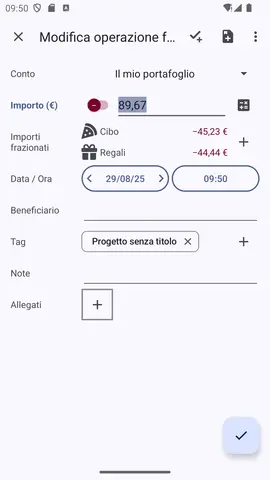 09:50
Modifica operazione f...
Conto
Il mio portafoglio
Importo (€)
89,67
Importi frazionati
Cibo
−45,23 €
Regali
−44,44 €
Data / Ora
29/08/25
09:50
Beneficiario
Tag
Progetto senza titolo
Note
Allegati